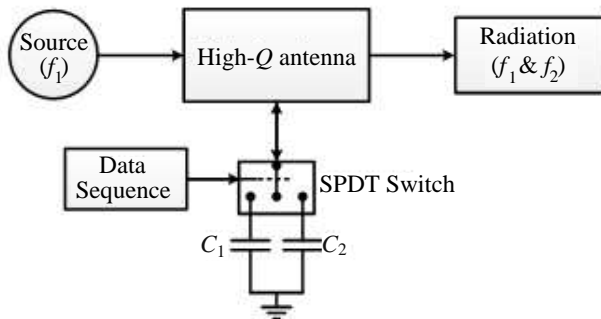 Source
(f₁)
High-Q antenna
Radiation
(f₁ & f₂)
Data
Sequence
SPDT Switch
C₁
C₂